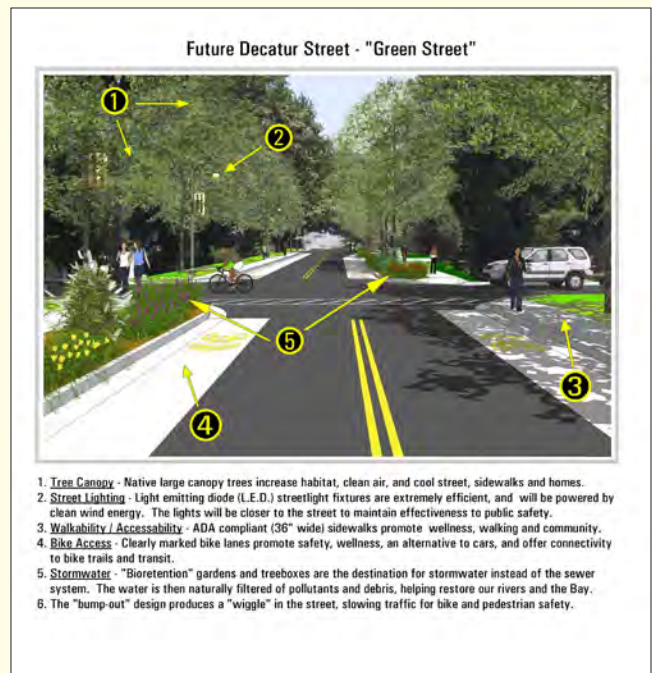 Future Decatur Street - "Green Street"
1
2
5
4
3
1. Tree Canopy - Native large canopy trees increase habitat, clean air, and cool street, sidewalks and homes.
2. Street Lighting - Light emitting diode (L.E.D.) streetlight fixtures are extremely efficient, and will be powered by
clean wind energy. The lights will be closer to the street to maintain effectiveness to public safety.
3. Walkability / Accessability - ADA compliant (36" wide) sidewalks promote wellness, walking and community.
4. Bike Access - Clearly marked bike lanes promote safety, wellness, an alternative to cars, and offer connectivity
to bike trails and transit.
5. Stormwater - "Bioretention" gardens and treeboxes are the destination for stormwater instead of the sewer
system. The water is then naturally filtered of pollutants and debris, helping restore our rivers and the Bay.
6. The "bump-out" design produces a "wiggle" in the street, slowing traffic for bike and pedestrian safety.